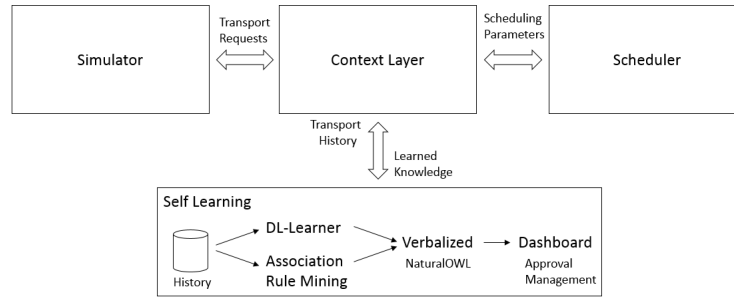 Simulator
Transport
Requests
Context Layer
Scheduling
Parameters
Scheduler
Transport
History
Learned
Knowledge
Self Learning
History
DL-Learner
Association
Rule Mining
Verbalized
NaturalOWL
Dashboard
Approval
Management